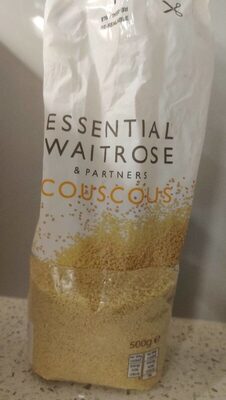 ESSENTIAL
WAITROSE
& PARTNERS
COUSCOUS
500g e